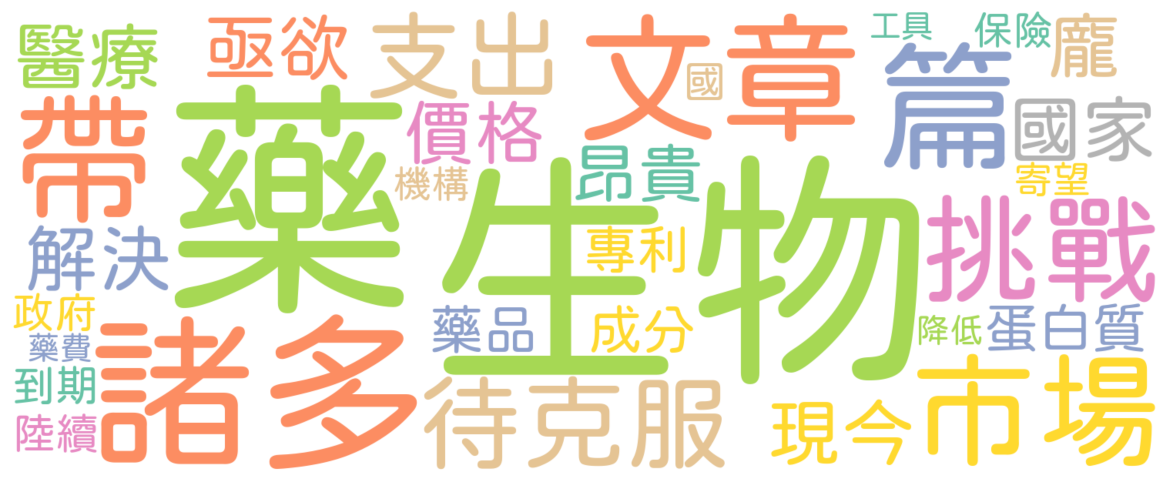 醫療
亟欲
支出
文章
工具
保險
龐
國
篇
國家
帶
藥
價格
機構
昂貴
寄望
生物
挑戰
解決
專利
政府
藥費
諸多
藥品
成分
降低
蛋白質
到期
陸續
待克服
現今
市場